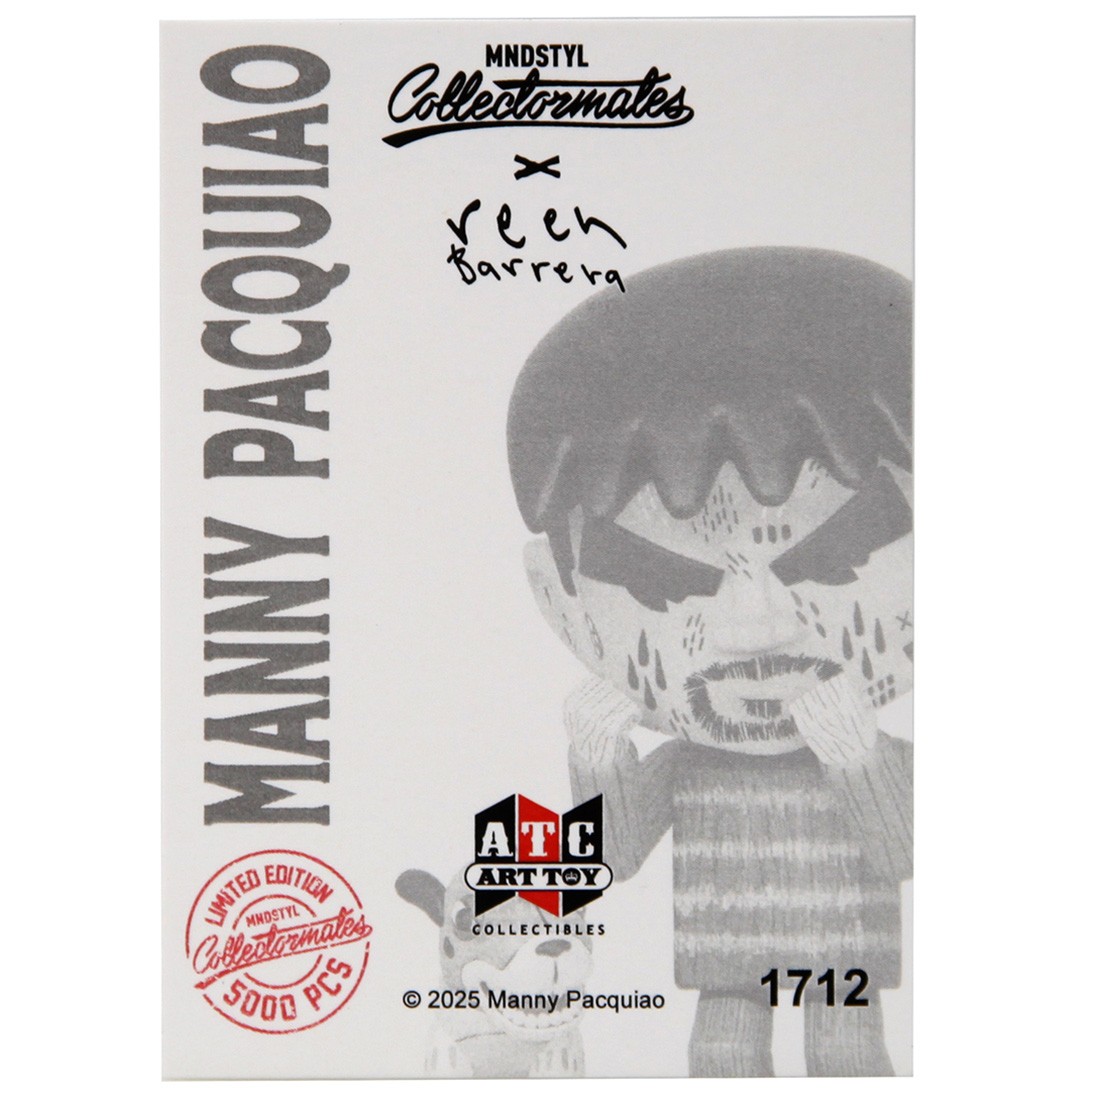 MNDSTYL
Collectormates
X
reen
Barrera
MANNY PACQUIAO
ATC
ART TOY
COLLECTIBLES
LIMITED EDITION
MNDSTYL
Collectormates
5000 PCS
© 2025 Manny Pacquiao
1712